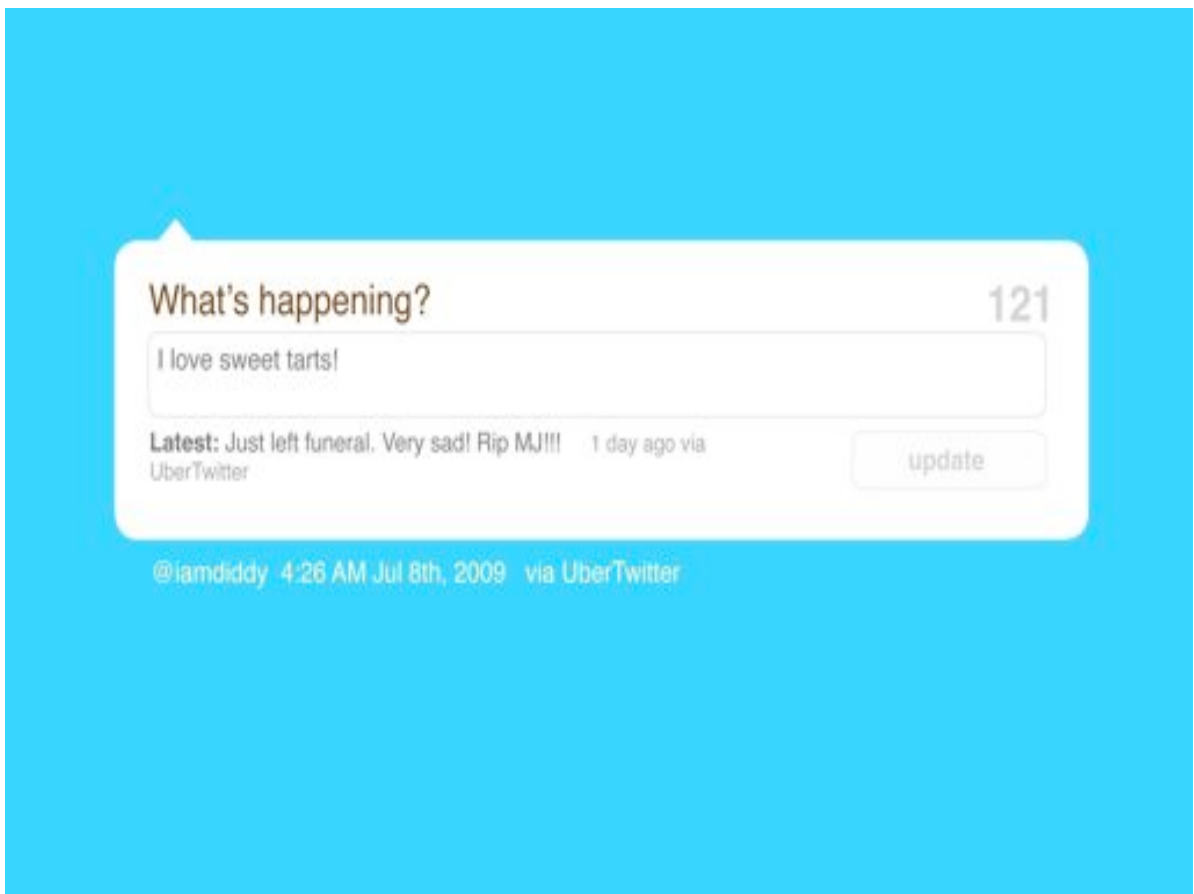 What's happening?
121
I love sweet tarts!
Latest: Just left funeral. Very sad! Rip MJ!!! 1 day ago via
UberTwitter
update
@iamdiddy 4:26 AM Jul 8th, 2009 via UberTwitter